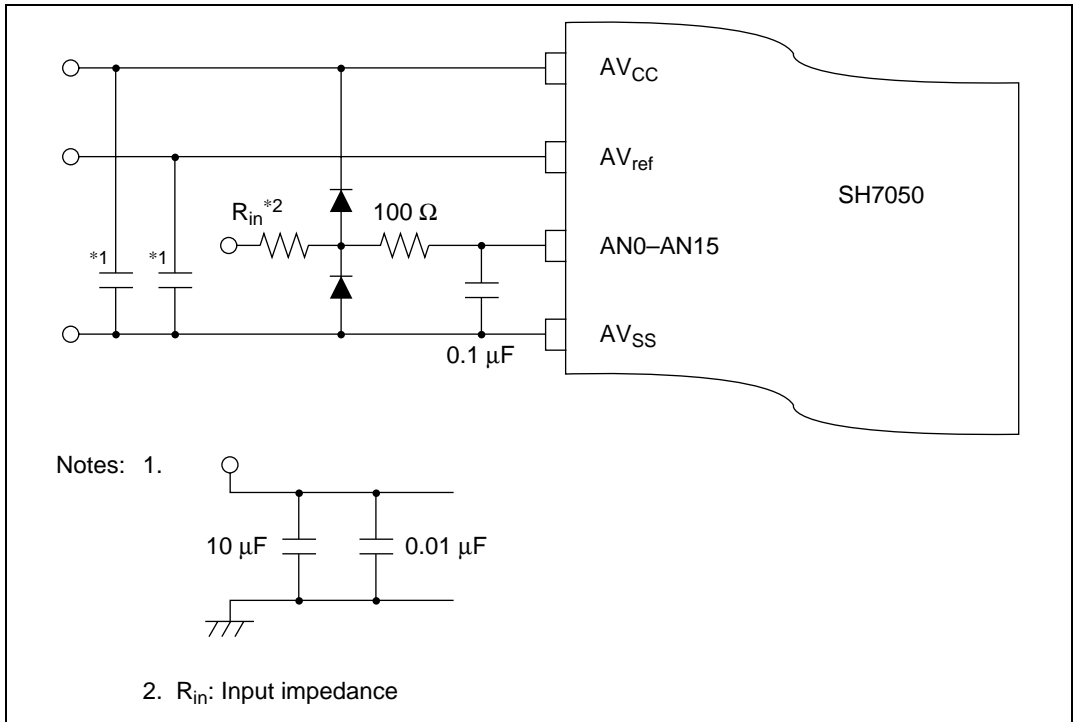 AVCC
AVref
SH7050
Rin*2
100 Ω
AN0–AN15
*1
*1
AVSS
0.1 µF
Notes: 1.
10 µF
0.01 µF
2. Rin: Input impedance